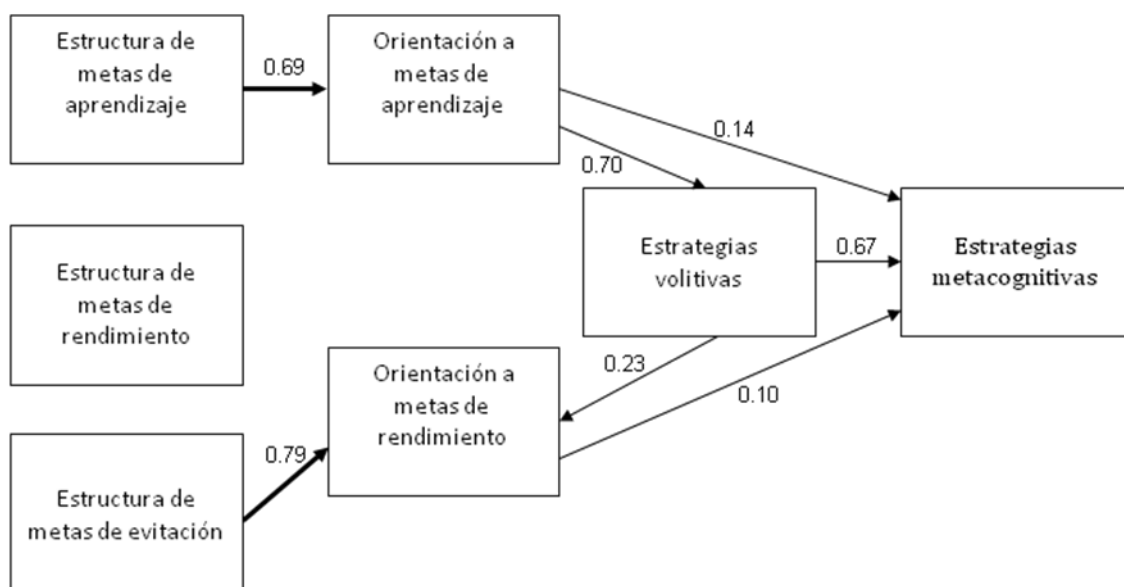 Estructura de
metas de
aprendizaje
0.69
Orientación a
metas de
aprendizaje
0.14
0.70
Estructura de
metas de
rendimiento
Estrategias
volitivas
0.67
Estrategias
metacognitivas
Orientación a
metas de
rendimiento
0.23
0.10
0.79
Estructura de
metas de evitación